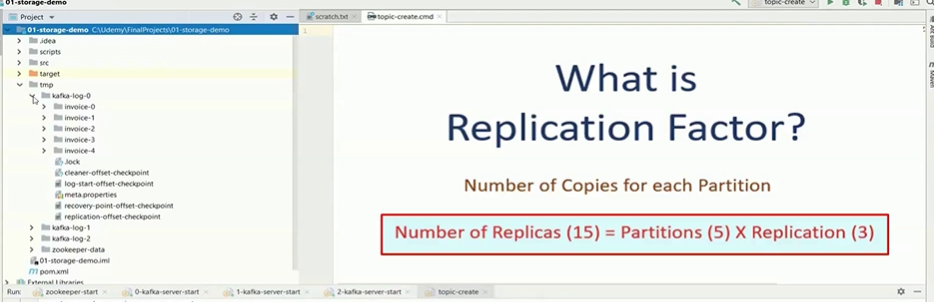 01-storage-demo
Project
scratch.txt
topic-create.cmd
topic-create
01-storage-demo C:\Udemy\FinalProjects\01-storage-demo
.idea
scripts
src
target
tmp
kafka-log-0
invoice-0
invoice-1
invoice-2
invoice-3
invoice-4
.lock
cleaner-offset-checkpoint
log-start-offset-checkpoint
meta.properties
recovery-point-offset-checkpoint
replication-offset-checkpoint
kafka-log-1
kafka-log-2
zookeeper-data
01-storage-demo.iml
pom.xml
External Libraries
1
What is
Replication Factor?
Number of Copies for each Partition
Number of Replicas (15) = Partitions (5) X Replication (3)
Ant Build
Maven
Run: zookeeper-start 0-kafka-server-start 1-kafka-server-start 2-kafka-server-start topic-create